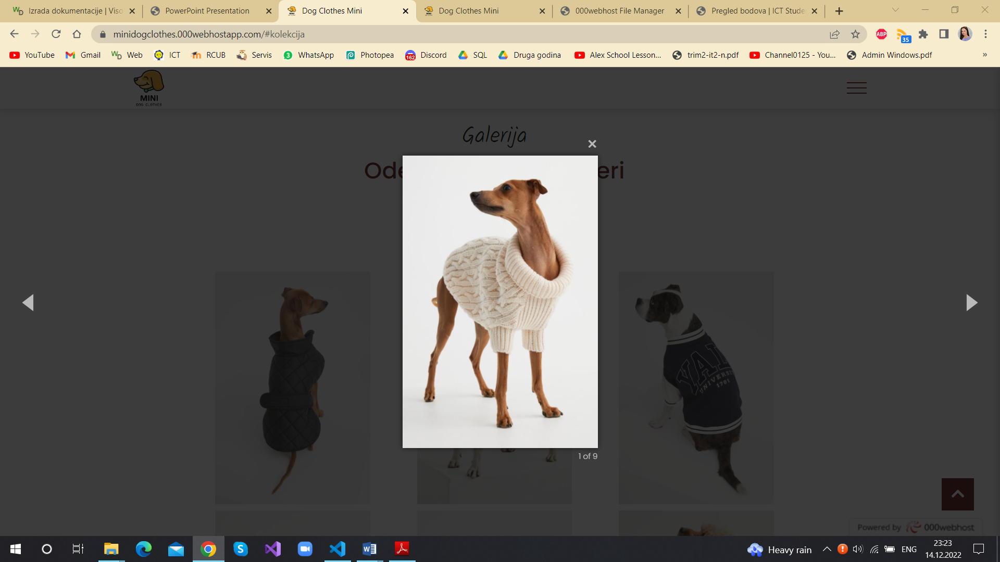 Izrada dokumentacije | Viso
PowerPoint Presentation
Dog Clothes Mini
Dog Clothes Mini
000webhost File Manager
Pregled bodova | ICT Stude
minidogclothes.000webhostapp.com/#kolekcija
ABP
35
YouTube
Gmail
Web
ICT
RCUB
Servis
3
WhatsApp
Photopea
162
Discord
SQL
Druga godina
Alex School Lesson...
trim2-it2-n.pdf
Channel0125 - You...
Admin Windows.pdf
»
MINI
DOG CLOTHES
Galerija
Ode
eri
UNIVERSI
1701
1 of 9
Powered by 000webhost
Heavy rain
ENG
23:23
14.12.2022